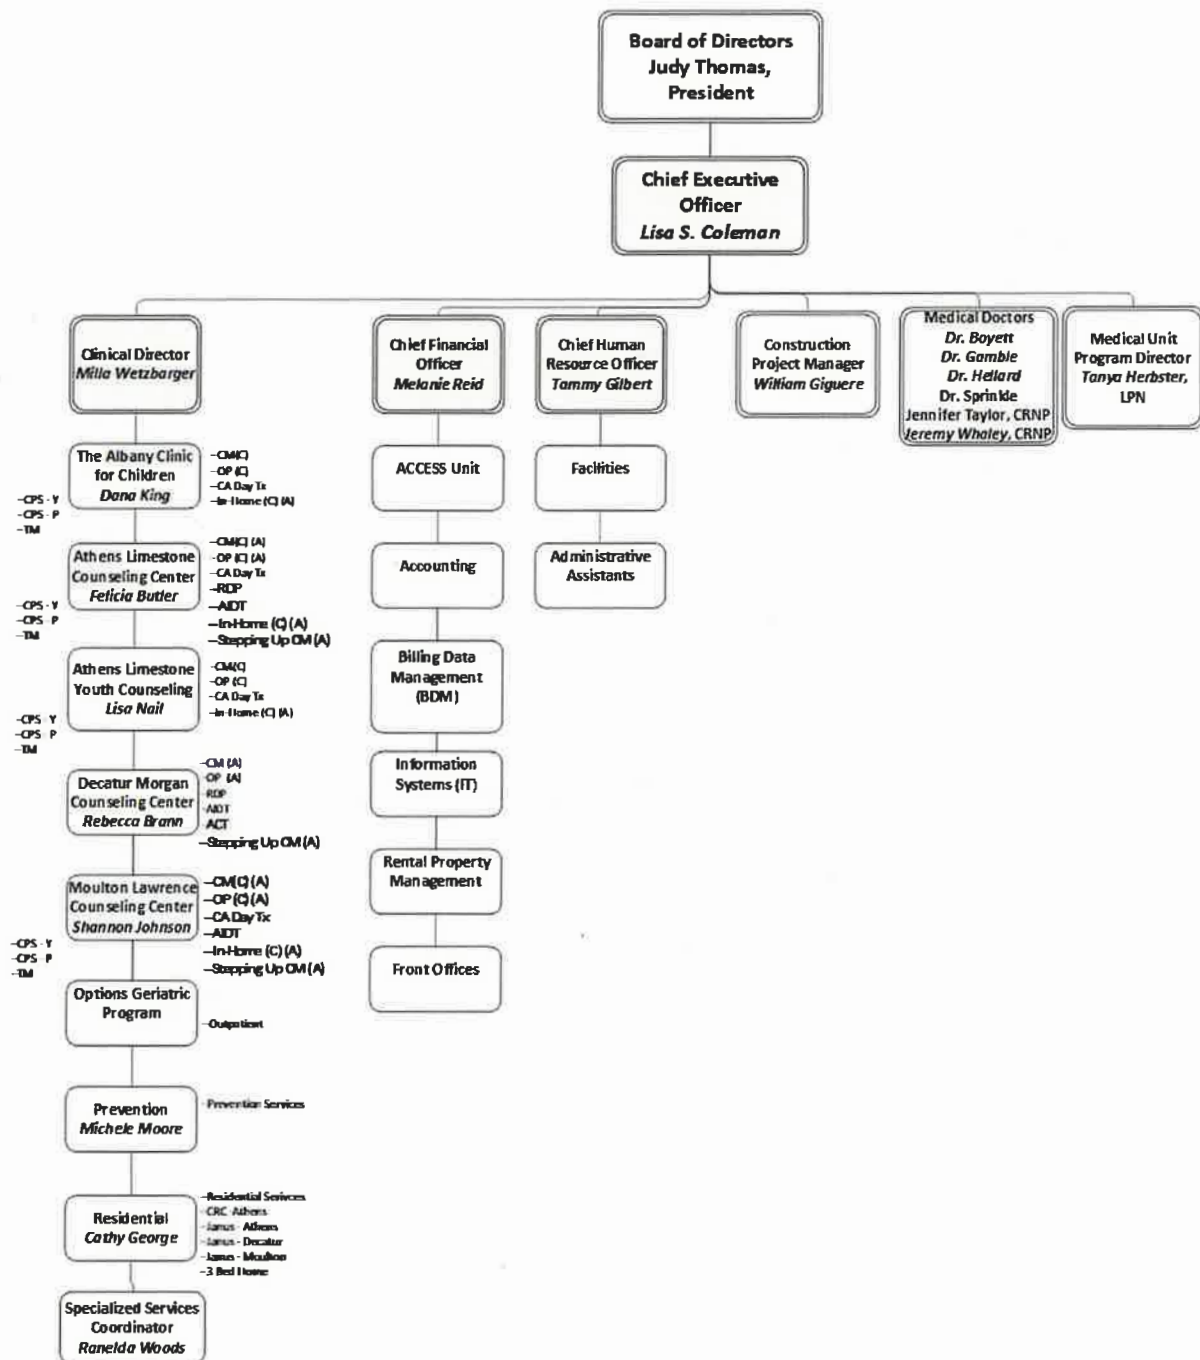 Board of Directors
Judy Thomas,
President
Chief Executive
Officer
Lisa S. Coleman
Clinical Director
Milla Wetzbarger
Chief Financial
Officer
Melanie Reid
Chief Human
Resource Officer
Tammy Gilbert
Construction
Project Manager
William Giguere
Medical Doctors
Dr. Boyett
Dr. Gamble
Dr. Hellard
Dr. Sprinkle
Jennifer Taylor, CRNP
Jeremy Whaley, CRNP
Medical Unit
Program Director
Tanya Herbster,
LPN
The Albany Clinic
for Children
Dana King
-CM(C)
-OP (C)
-CA Day Tx
-In-Home (C) (A)
-CPS - Y
-CPS - P
-TM
Athens Limestone
Counseling Center
Felicia Butler
-CM(C) (A)
-OP (C) (A)
-CA Day Tx
-RDP
-AIDT
-In-Home (C) (A)
-Stepping Up CM (A)
-CPS - Y
-CPS - P
-TM
Athens Limestone
Youth Counseling
Lisa Nail
-CM(C)
-OP (C)
-CA Day Tx
-In-Home (C) (A)
-CPS - Y
-CPS - P
-TM
Decatur Morgan
Counseling Center
Rebecca Brann
-CM (A)
-OP (A)
-RDP
-AIDT
-ACT
-Stepping Up CM (A)
Moulton Lawrence
Counseling Center
Shannon Johnson
-CM(C) (A)
-OP (C) (A)
-CA Day Tx
-AIDT
-In-Home (C) (A)
-Stepping Up CM (A)
-CPS - Y
-CPS - P
-TM
Options Geriatric
Program
-Outpatient
Prevention
Michele Moore
-Prevention Services
Residential
Cathy George
-Residential Serivces
-CRC-Athens
-Janus - Athens
-Janus - Decatur
-Janus - Moulton
-3 Bed Home
Specialized Services
Coordinator
Ranelda Woods
ACCESS Unit
Accounting
Billing Data
Management
(BDM)
Information
Systems (IT)
Rental Property
Management
Front Offices
Facilities
Administrative
Assistants